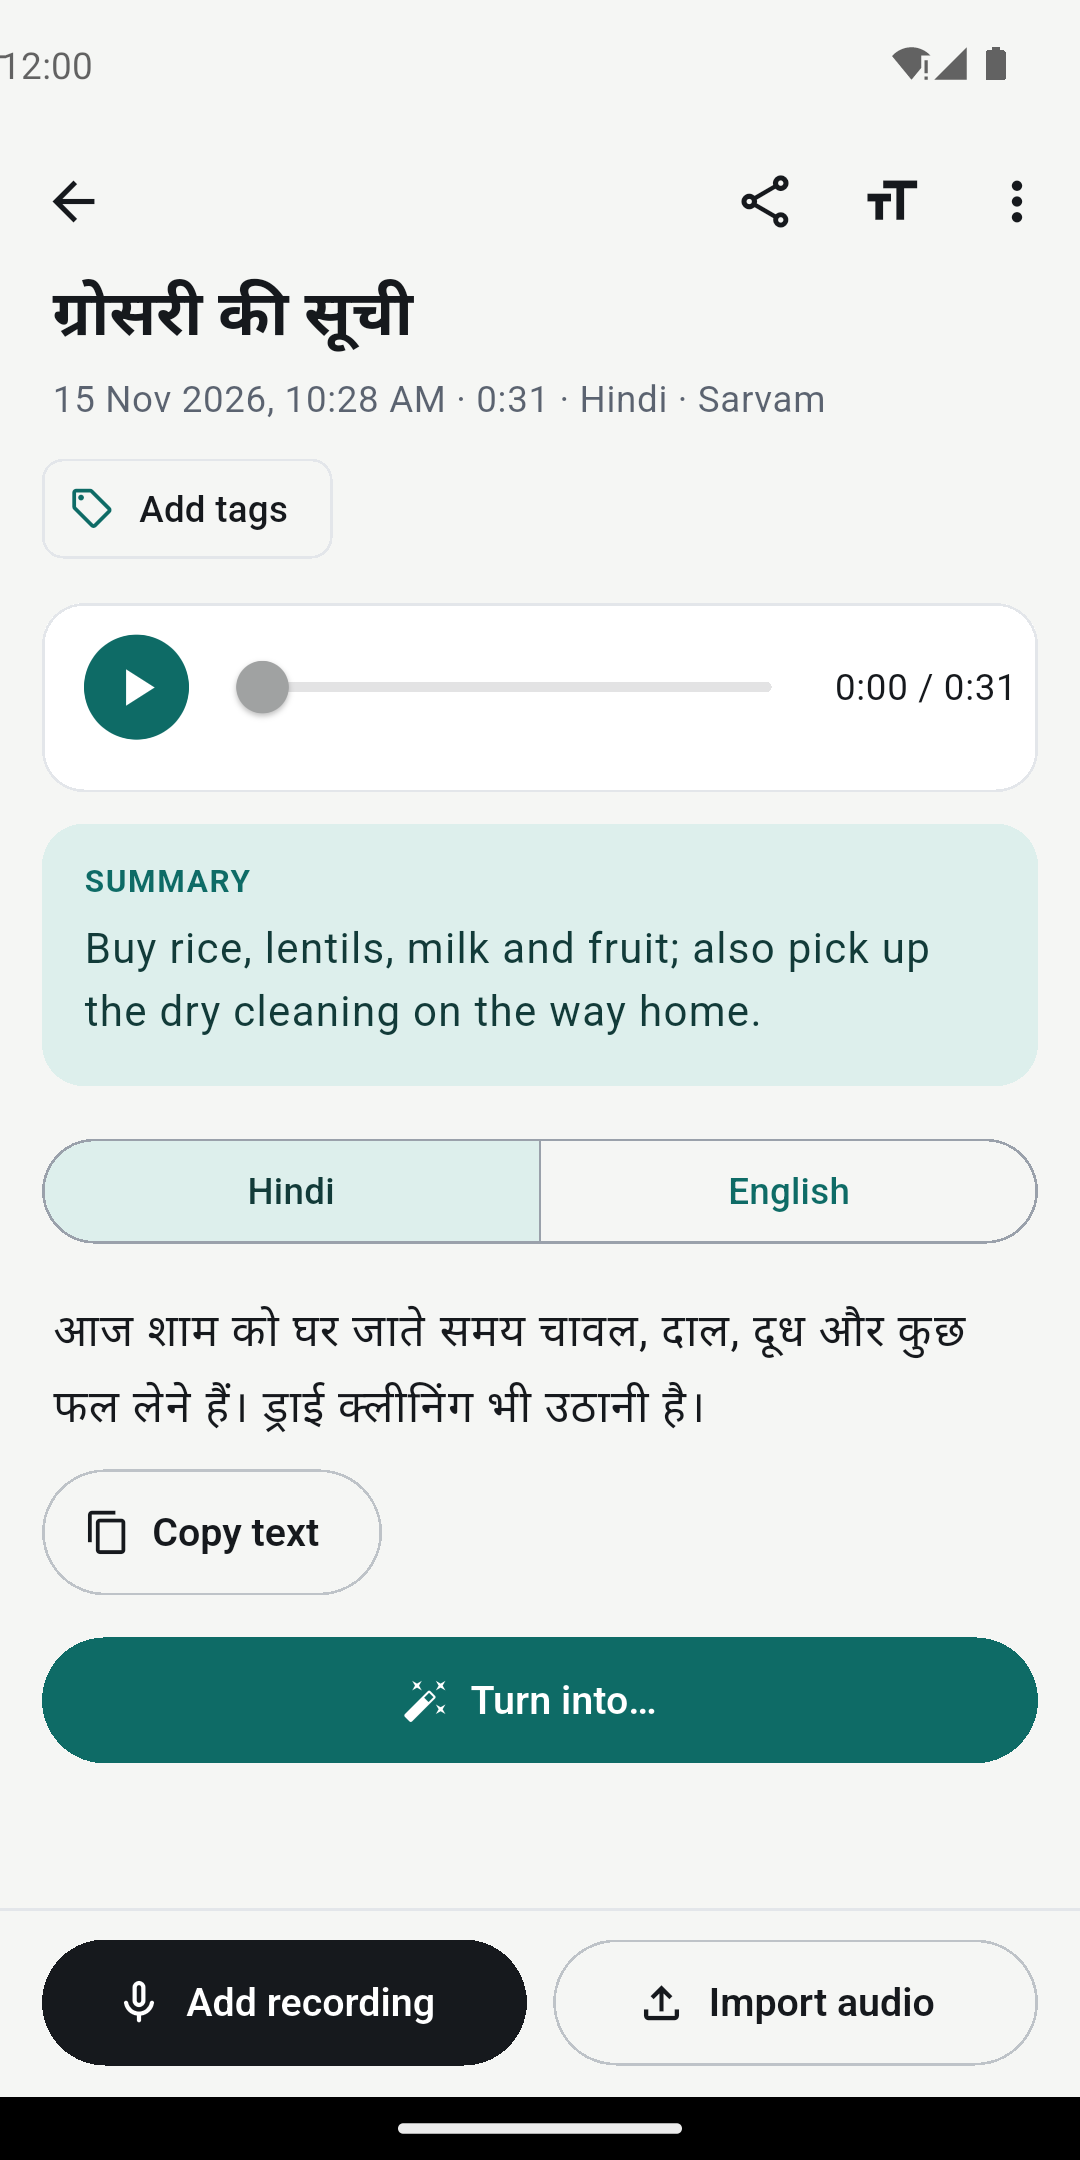 12:00
ग्रोसरी की सूची
15 Nov 2026, 10:28 AM · 0:31 · Hindi · Sarvam
Add tags
0:00 / 0:31
SUMMARY
Buy rice, lentils, milk and fruit; also pick up
the dry cleaning on the way home.
Hindi
English
आज शाम को घर जाते समय चावल, दाल, दूध और कुछ
फल लेने हैं। ड्राई क्लीनिंग भी उठानी है।
Copy text
Turn into…
Add recording
Import audio